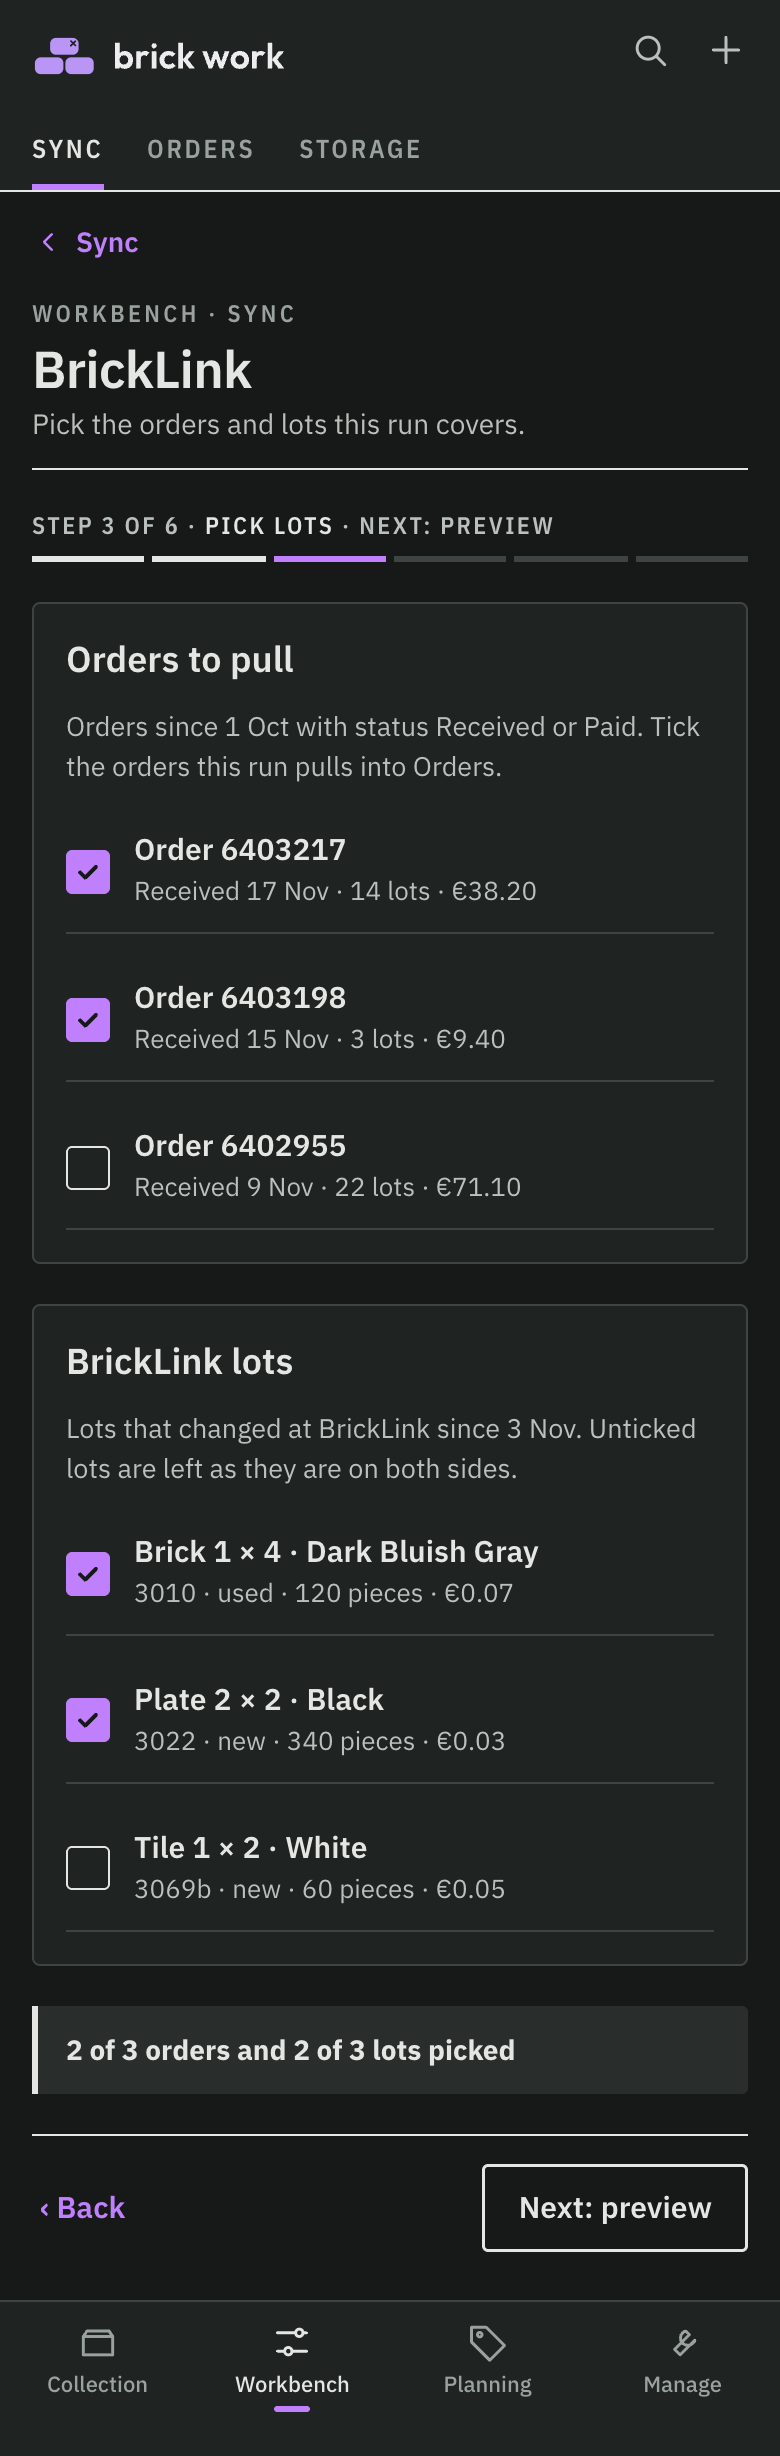 brick work
SYNC ORDERS STORAGE
‹ Sync
WORKBENCH · SYNC
BrickLink
Pick the orders and lots this run covers.
STEP 3 OF 6 · PICK LOTS · NEXT: PREVIEW
Orders to pull
Orders since 1 Oct with status Received or Paid. Tick
the orders this run pulls into Orders.
Order 6403217
Received 17 Nov · 14 lots · €38.20
Order 6403198
Received 15 Nov · 3 lots · €9.40
Order 6402955
Received 9 Nov · 22 lots · €71.10
BrickLink lots
Lots that changed at BrickLink since 3 Nov. Unticked
lots are left as they are on both sides.
Brick 1 × 4 · Dark Bluish Gray
3010 · used · 120 pieces · €0.07
Plate 2 × 2 · Black
3022 · new · 340 pieces · €0.03
Tile 1 × 2 · White
3069b · new · 60 pieces · €0.05
2 of 3 orders and 2 of 3 lots picked
‹ Back
Next: preview
Collection Workbench Planning Manage